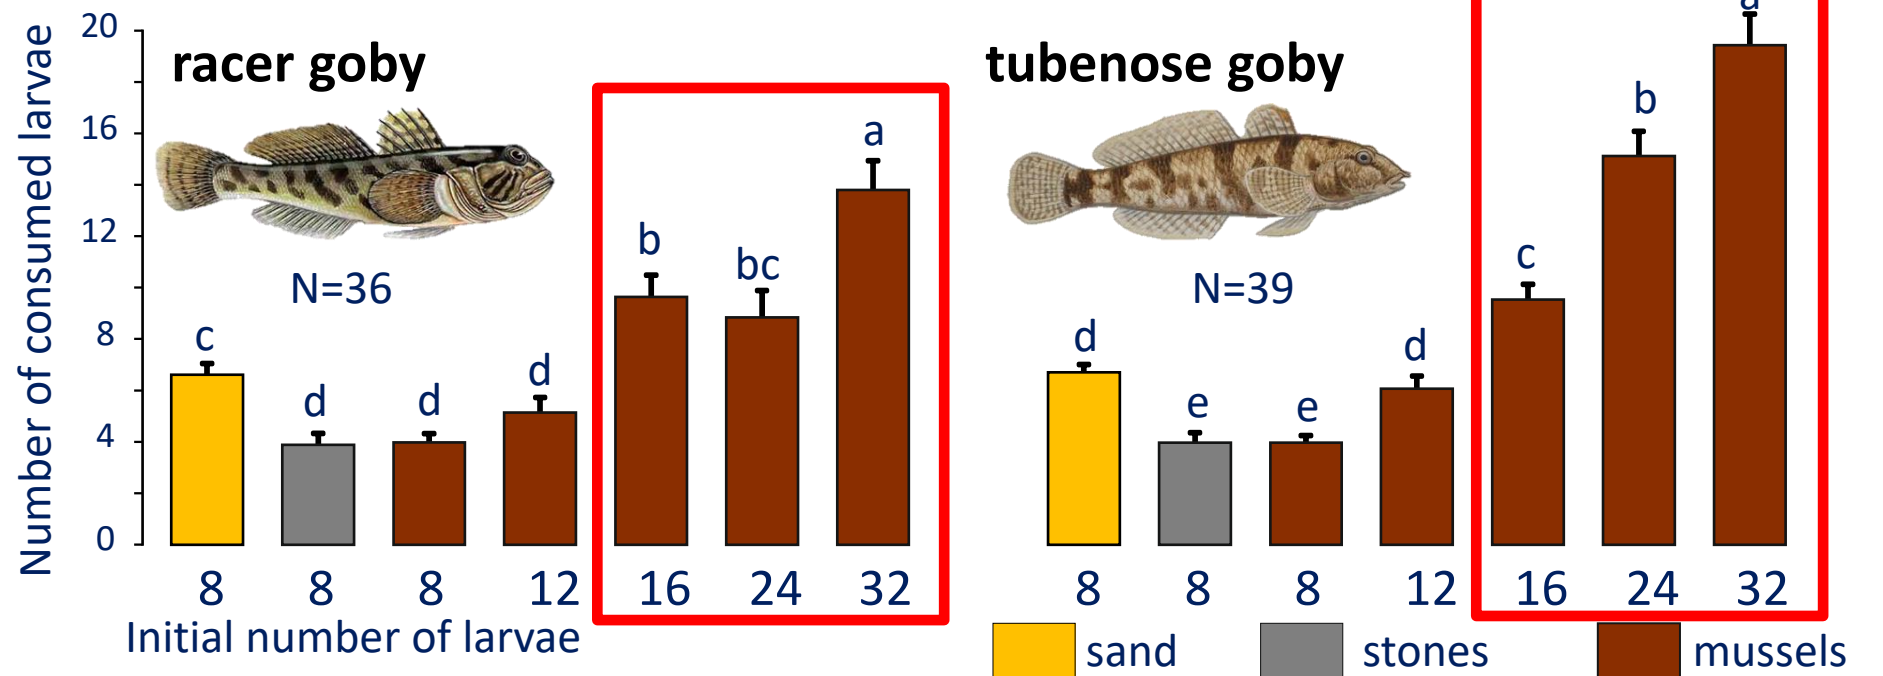 Number of consumed larvae
20
16
12
8
4
0
racer goby
N=36
c
d
d
d
b
bc
a
8 8 8 12 16 24 32
Initial number of larvae
tubenose goby
N=39
d
e
e
d
c
b
8 8 8 12 16 24 32
sand stones mussels